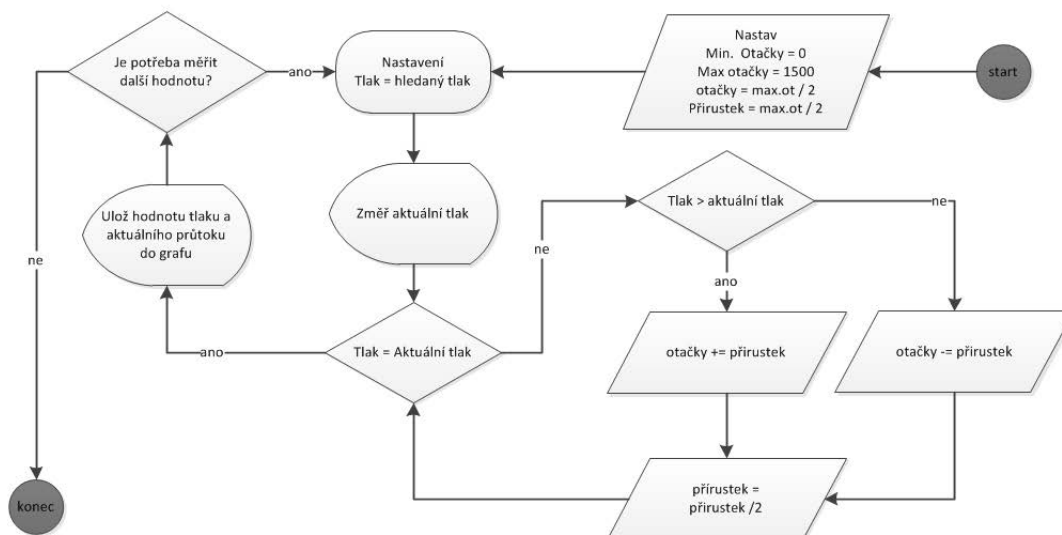 Je potřeba měřit
další hodnotu?
ano
Nastavení
Tlak = hledaný tlak
Nastav
Min. Otačky = 0
Max otačky = 1500
otačky = max.ot / 2
Přirustek = max.ot / 2
start
Ulož hodnotu tlaku a
aktuálního průtoku
do grafu
Změř aktuální tlak
Tlak > aktuální tlak
ne
ne
ne
ano
Tlak = Aktuální tlak
ano
otačky += přirustek
otačky -= přirustek
přírustek =
přirustek /2
konec